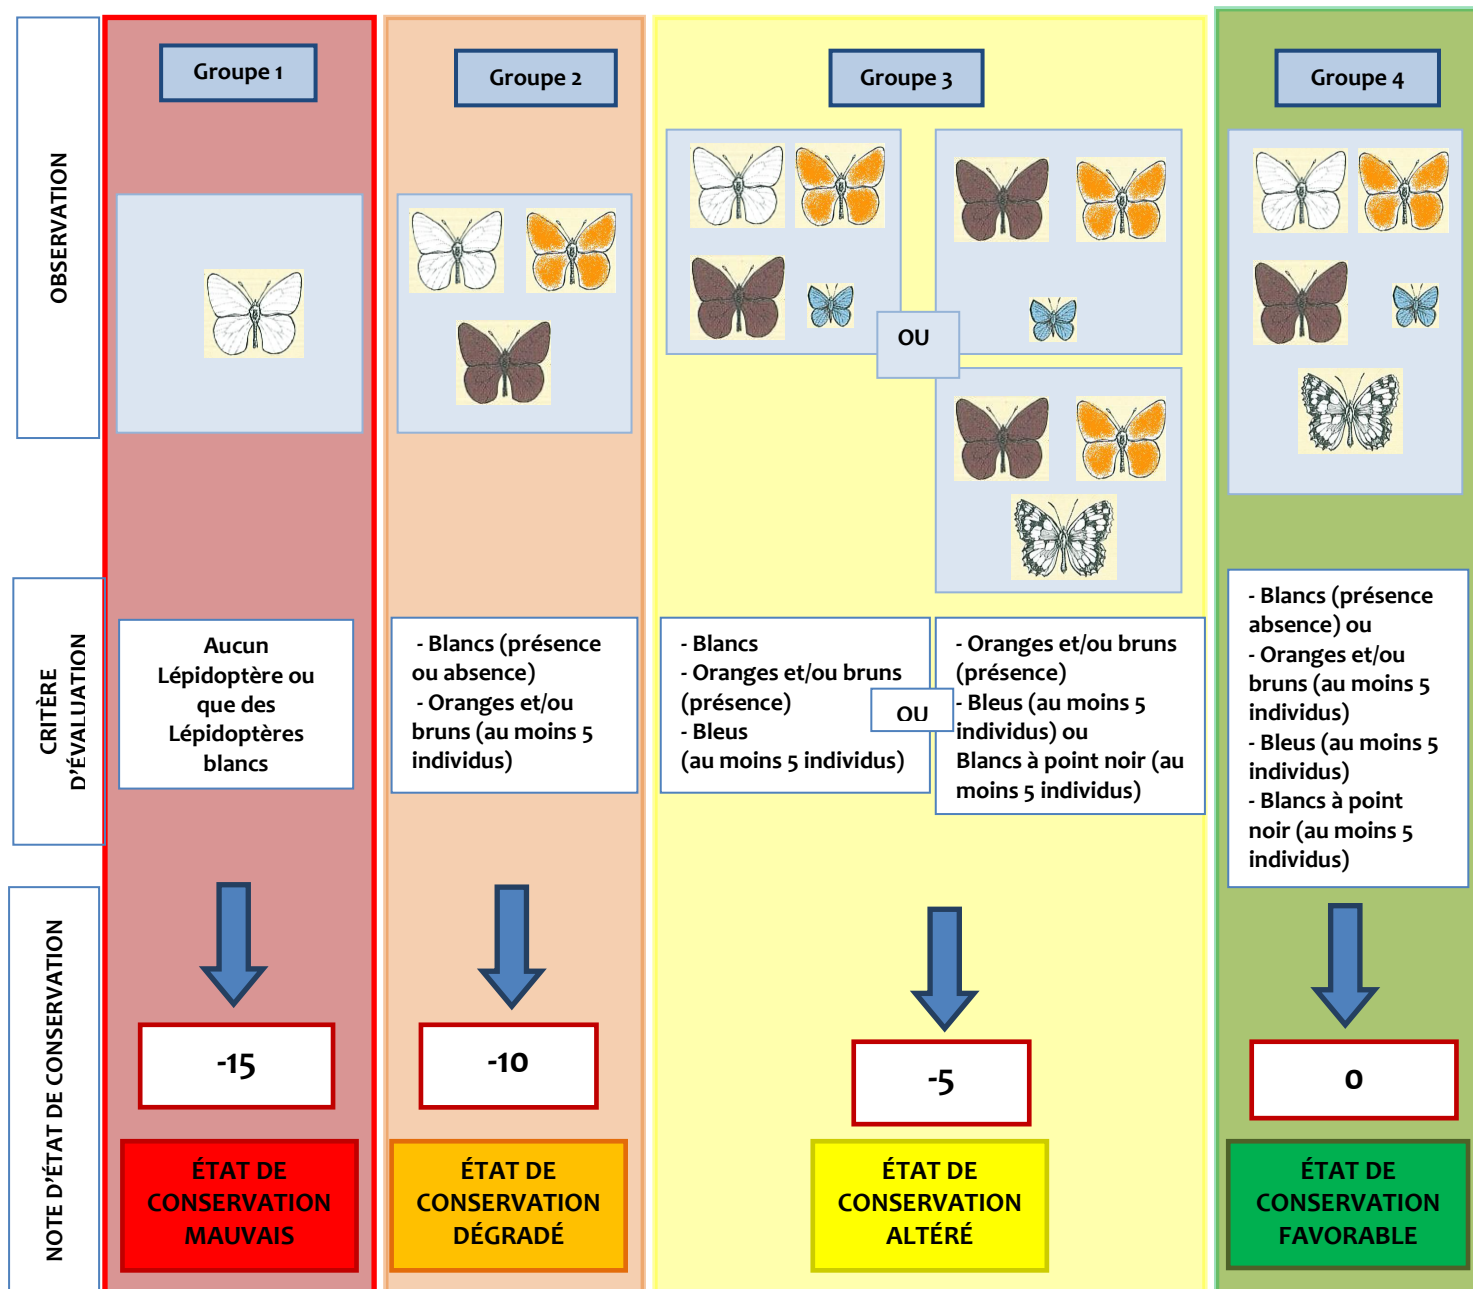 Groupe 1
Groupe 2
Groupe 3
Groupe 4
OBSERVATION
OU
CRITÈRE
D'ÉVALUATION
Aucun
Lépidoptère ou
que des
Lépidoptères
blancs
- Blancs (présence
ou absence)
- Oranges et/ou
bruns (au moins 5
individus)
- Blancs
- Oranges et/ou bruns
(présence)
- Bleus
(au moins 5 individus)
OU
- Oranges et/ou bruns
(présence)
- Bleus (au moins 5
individus) ou
Blancs à point noir (au
moins 5 individus)
- Blancs (présence
absence) ou
- Oranges et/ou
bruns (au moins 5
individus)
- Bleus (au moins 5
individus)
- Blancs à point
noir (au moins 5
individus)
NOTE D'ÉTAT DE CONSERVATION
-15
-10
-5
0
ÉTAT DE
CONSERVATION
MAUVAIS
ÉTAT DE
CONSERVATION
DÉGRADÉ
ÉTAT DE
CONSERVATION
ALTÉRÉ
ÉTAT DE
CONSERVATION
FAVORABLE